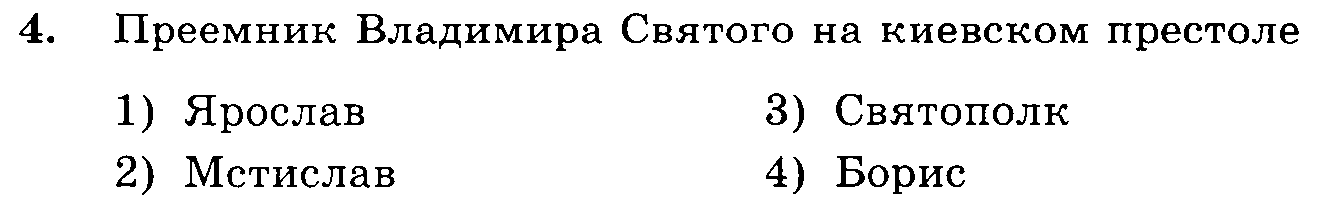 4. Преемник Владимира Святого на киевском престоле
1) Ярослав 3) Святополк
2) Мстислав 4) Борис